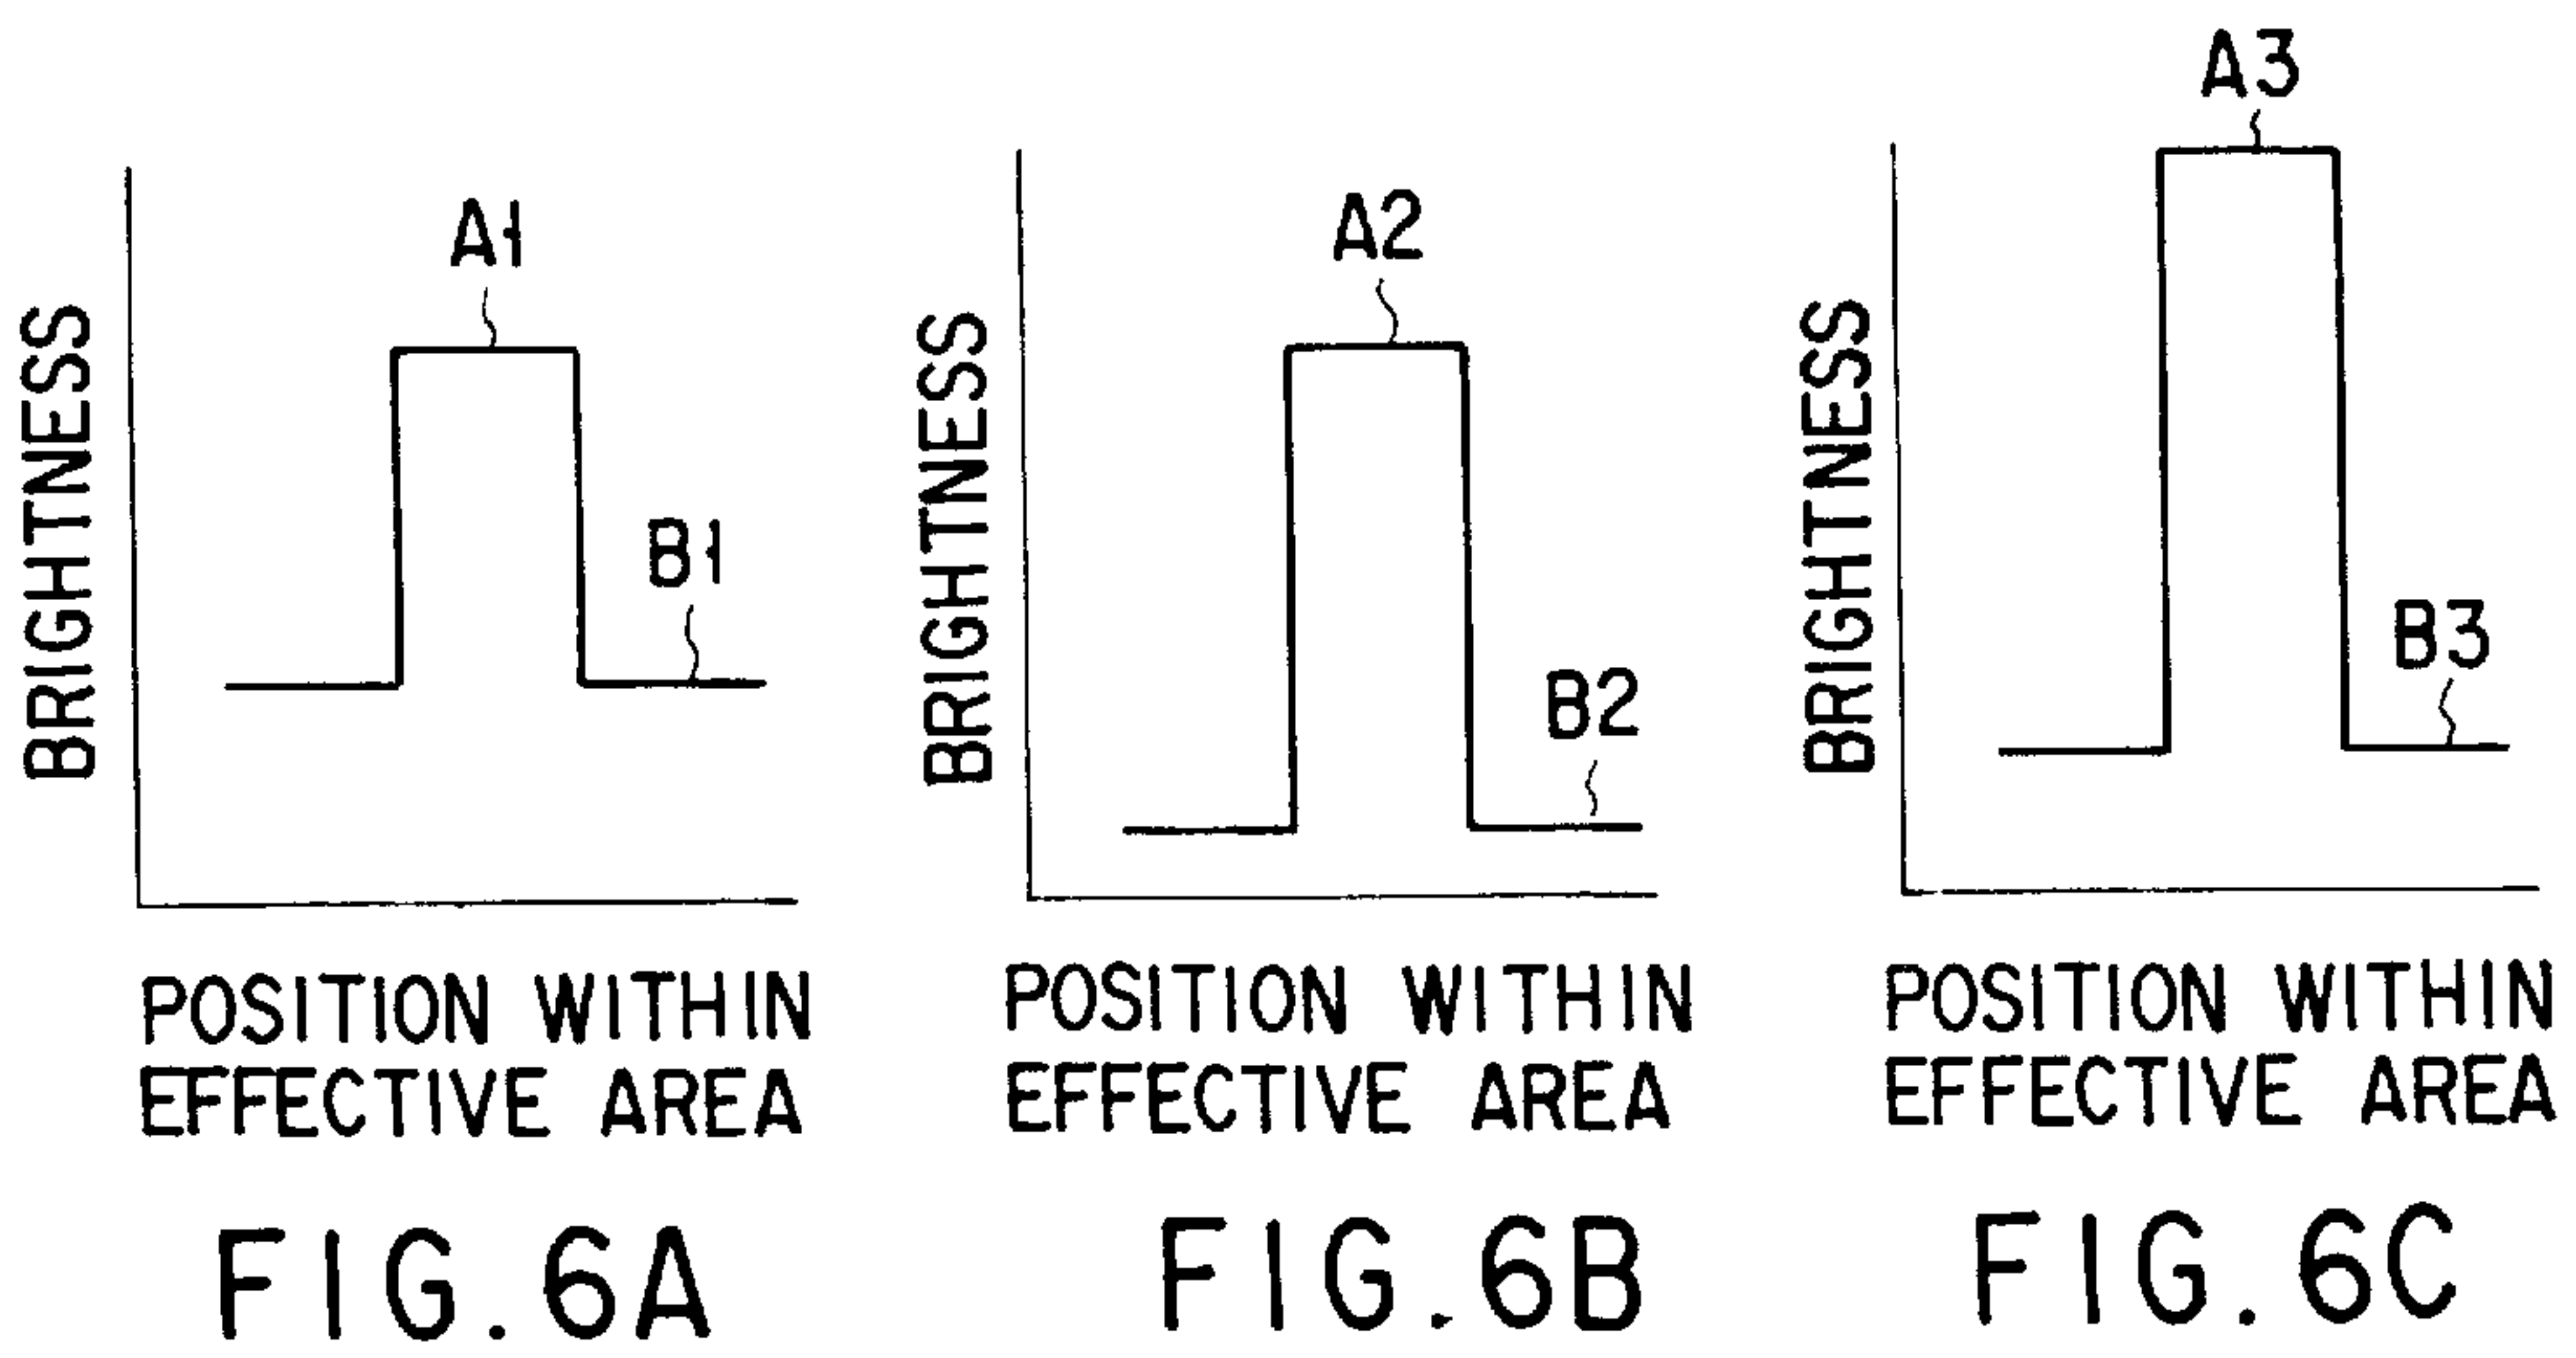 A1
B1
BRIGHTNESS
POSITION WITHIN
EFFECTIVE AREA
FIG.6A
A2
B2
BRIGHTNESS
POSITION WITHIN
EFFECTIVE AREA
FIG.6B
A3
B3
BRIGHTNESS
POSITION WITHIN
EFFECTIVE AREA
FIG.6C